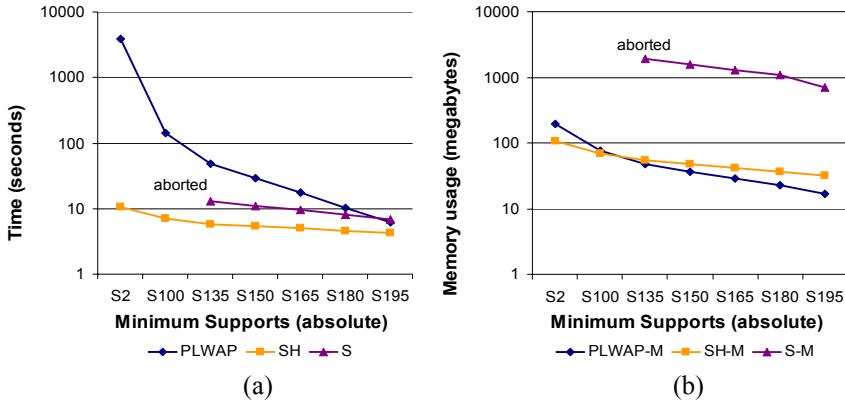 (a)
10000
1000
100
10
1
Time (seconds)
aborted
S2 S100 S135 S150 S165 S180 S195
Minimum Supports (absolute)
PLWAP SH S
(a)
(b)
10000
1000
100
10
1
Memory usage (megabytes)
aborted
S2 S100 S135 S150 S165 S180 S195
Minimum Supports (absolute)
PLWAP-M SH-M S-M
(b)